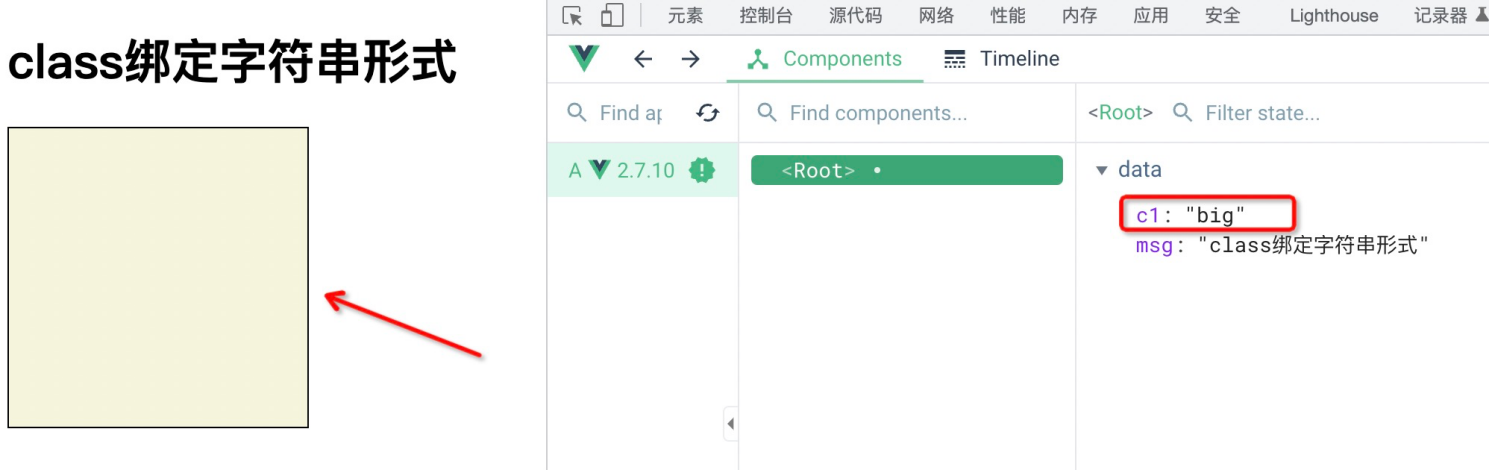 class绑定字符串形式
元素 控制台 源代码 网络 性能 内存 应用 安全 Lighthouse 记录器
Components Timeline
Find ap Find components... <Root> Filter state...
A 2.7.10 <Root> data
c1: "big"
msg: "class绑定字符串形式"